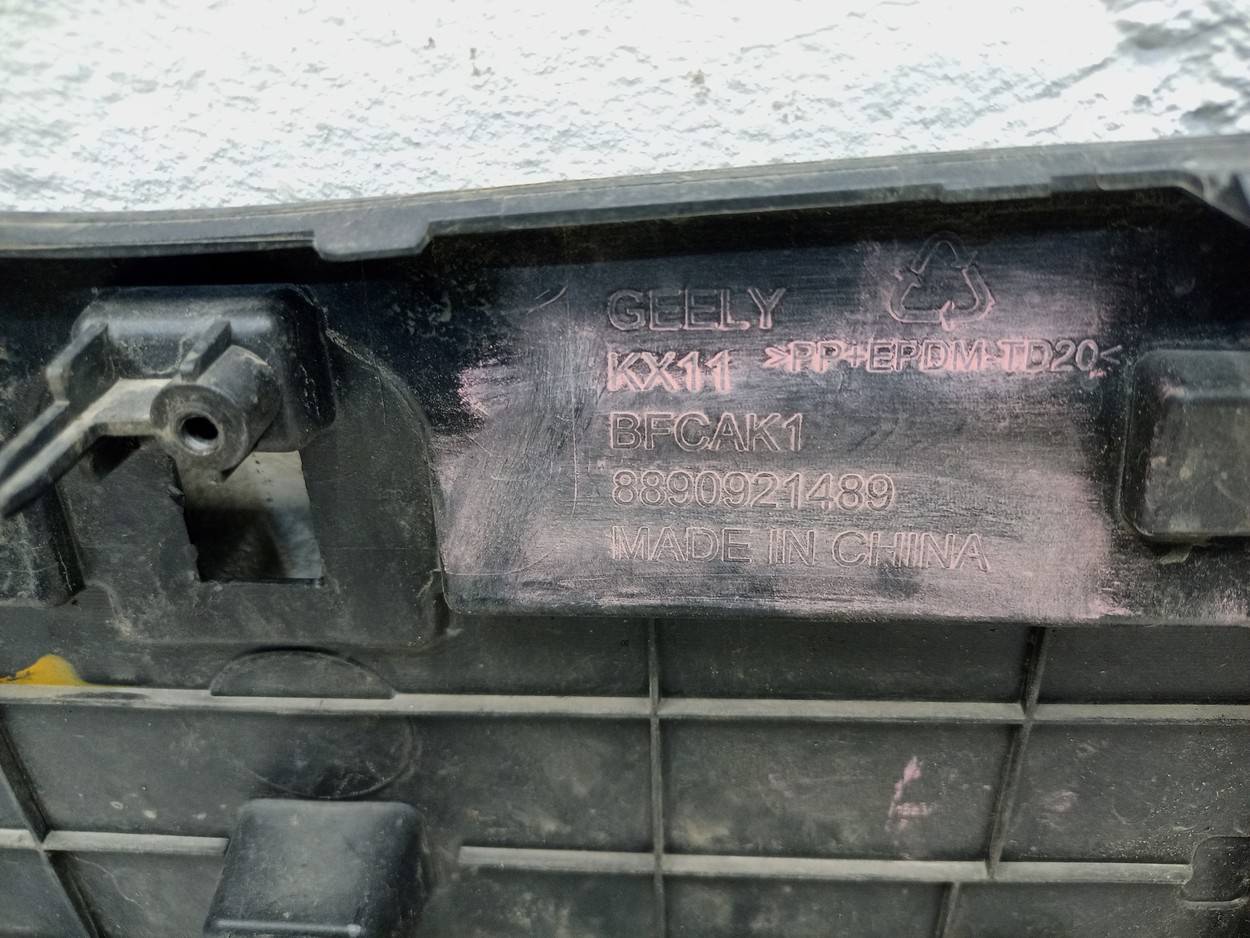 GEELY
KX11 >PP+EPDM-TD20<
BFCAK1
8890921489
MADE IN CHINA